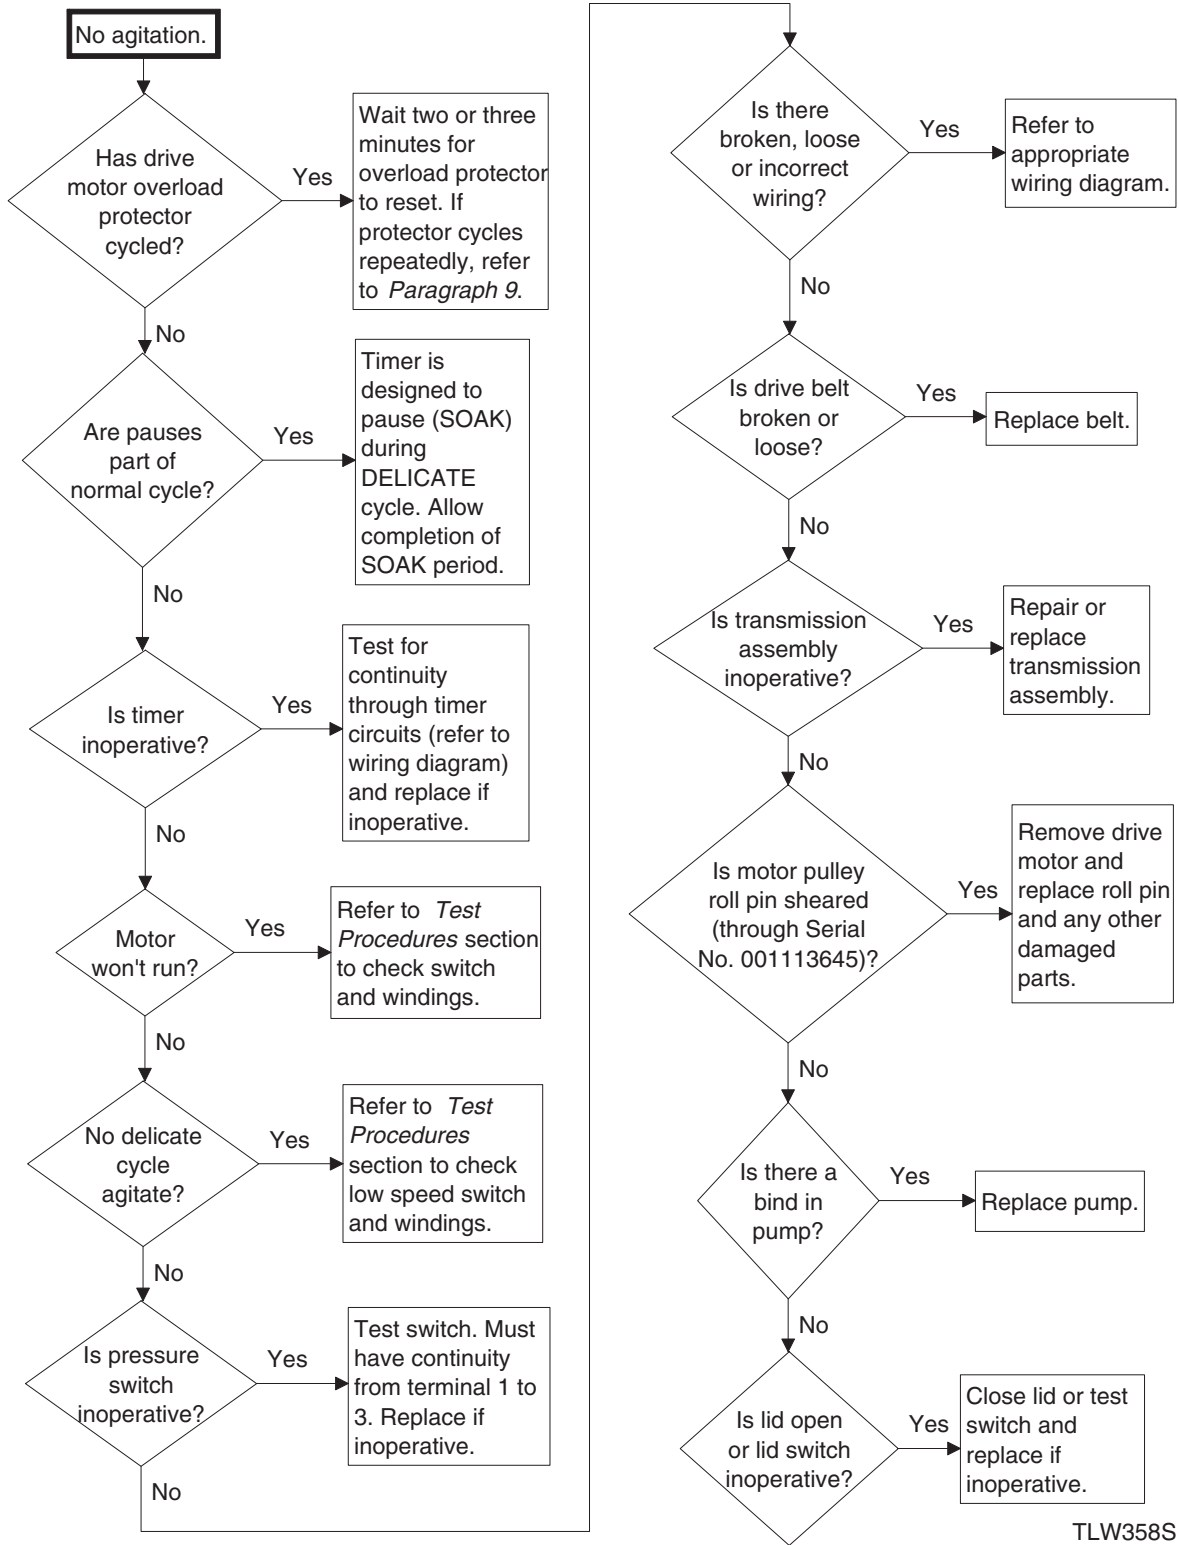 No agitation.
Has drive
motor overload
protector
cycled?
Yes
Wait two or three
minutes for
overload protector
to reset. If
protector cycles
repeatedly, refer
to Paragraph 9.
No
Are pauses
part of
normal cycle?
Yes
Timer is
designed to
pause (SOAK)
during
DELICATE
cycle. Allow
completion of
SOAK period.
No
Is timer
inoperative?
Yes
Test for
continuity
through timer
circuits (refer to
wiring diagram)
and replace if
inoperative.
No
Motor
won't run?
Yes
Refer to Test
Procedures section
to check switch
and windings.
No
No delicate
cycle
agitate?
Yes
Refer to Test
Procedures
section to check
low speed switch
and windings.
No
Is pressure
switch
inoperative?
Yes
Test switch. Must
have continuity
from terminal 1 to
3. Replace if
inoperative.
No
Is there
broken, loose
or incorrect
wiring?
Yes
Refer to
appropriate
wiring diagram.
No
Is drive belt
broken or
loose?
Yes
Replace belt.
No
Is transmission
assembly
inoperative?
Yes
Repair or
replace
transmission
assembly.
No
Is motor pulley
roll pin sheared
(through Serial
No. 001113645)?
Yes
Remove drive
motor and
replace roll pin
and any other
damaged
parts.
No
Is there a
bind in
pump?
Yes
Replace pump.
No
Is lid open
or lid switch
inoperative?
Yes
Close lid or test
switch and
replace if
inoperative.
TLW358S